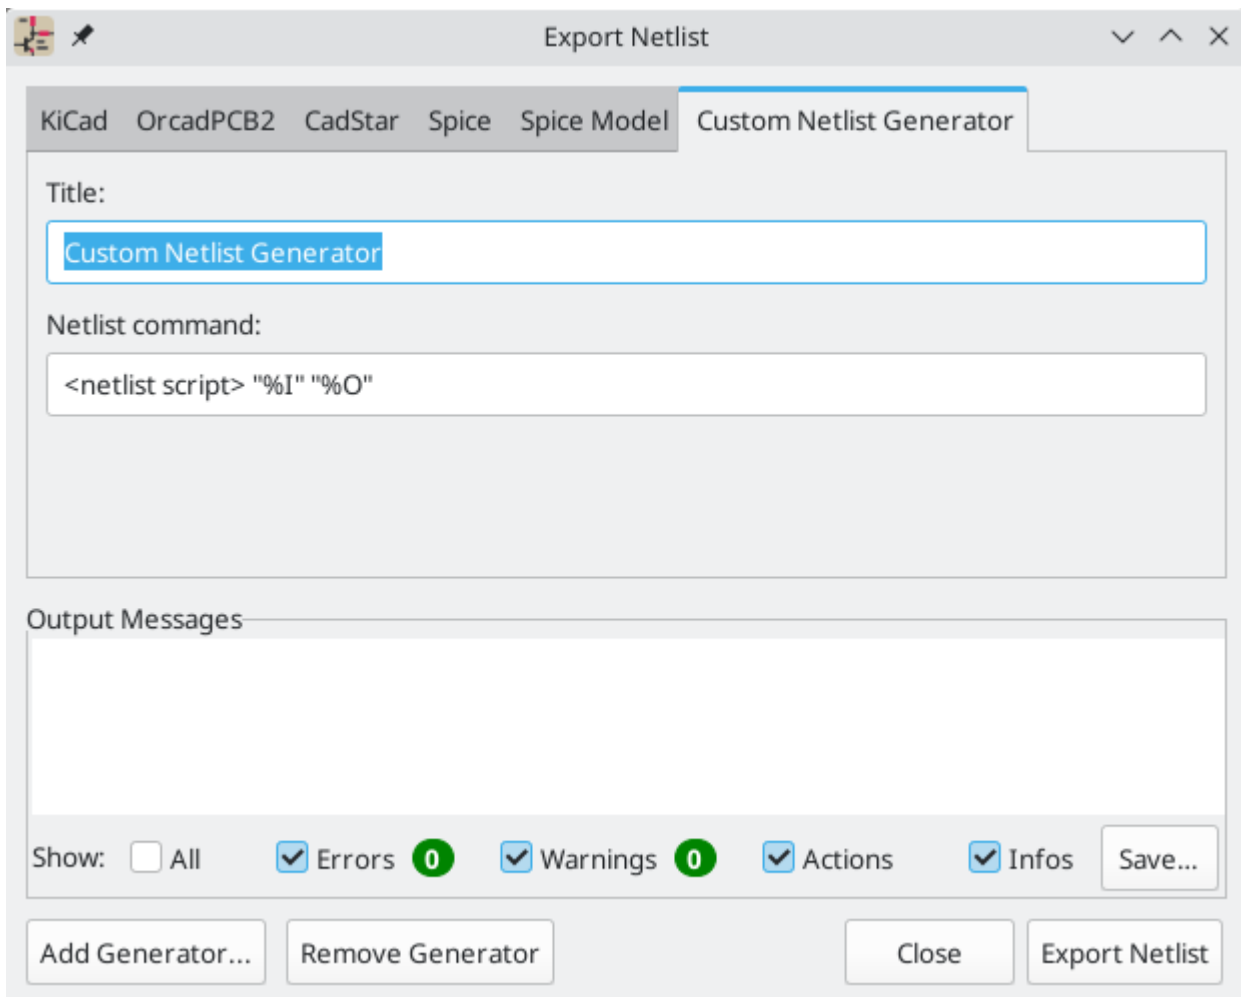 Export Netlist
KiCad OrcadPCB2 CadStar Spice Spice Model Custom Netlist Generator
Title:
Custom Netlist Generator
Netlist command:
<netlist script> "%I" "%O"
Output Messages
Show: All Errors 0 Warnings 0 Actions Infos Save...
Add Generator... Remove Generator Close Export Netlist